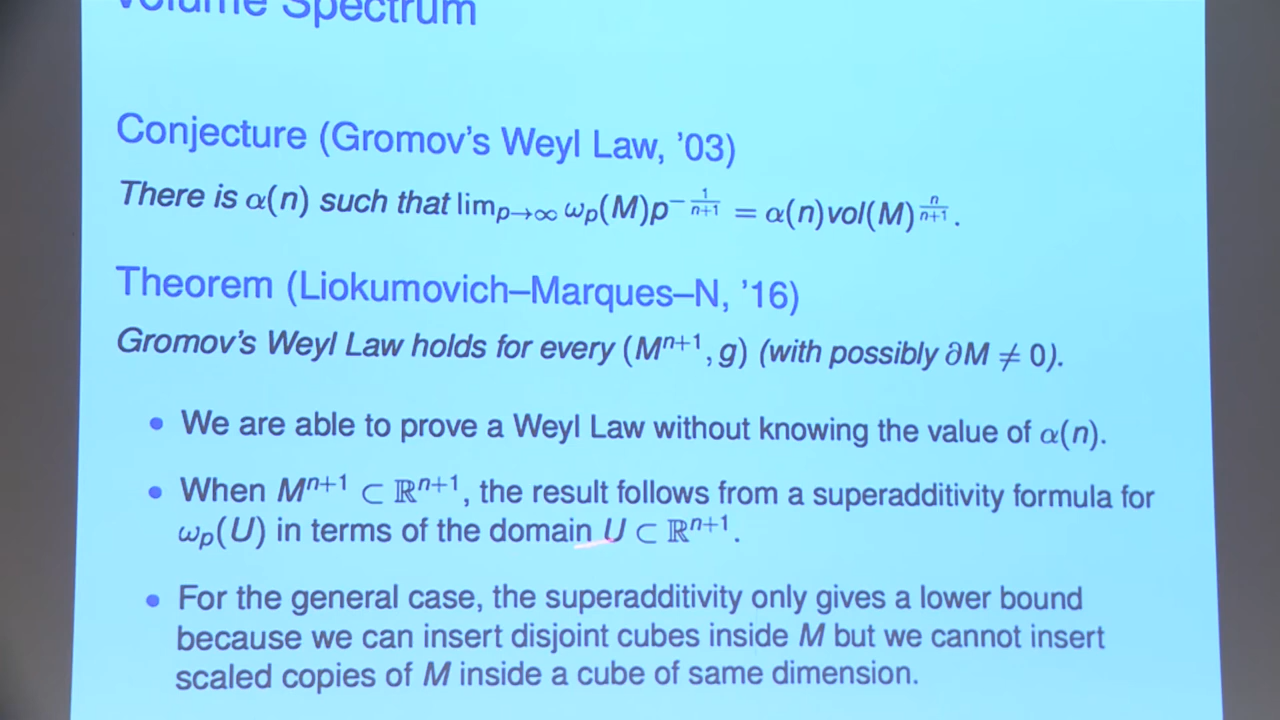 Volume Spectrum
Conjecture (Gromov's Weyl Law, '03)
There is α(n) such that lim_{p→∞} ω_p(M)p^{-\frac{1}{n+1}} = α(n)vol(M)^{\frac{n}{n+1}}.
Theorem (Liokumovich–Marques–N, '16)
Gromov's Weyl Law holds for every (M^{n+1}, g) (with possibly ∂M ≠ 0).
• We are able to prove a Weyl Law without knowing the value of α(n).
• When M^{n+1} ⊂ ℝ^{n+1}, the result follows from a superadditivity formula for
ω_p(U) in terms of the domain U ⊂ ℝ^{n+1}.
• For the general case, the superadditivity only gives a lower bound
because we can insert disjoint cubes inside M but we cannot insert
scaled copies of M inside a cube of same dimension.